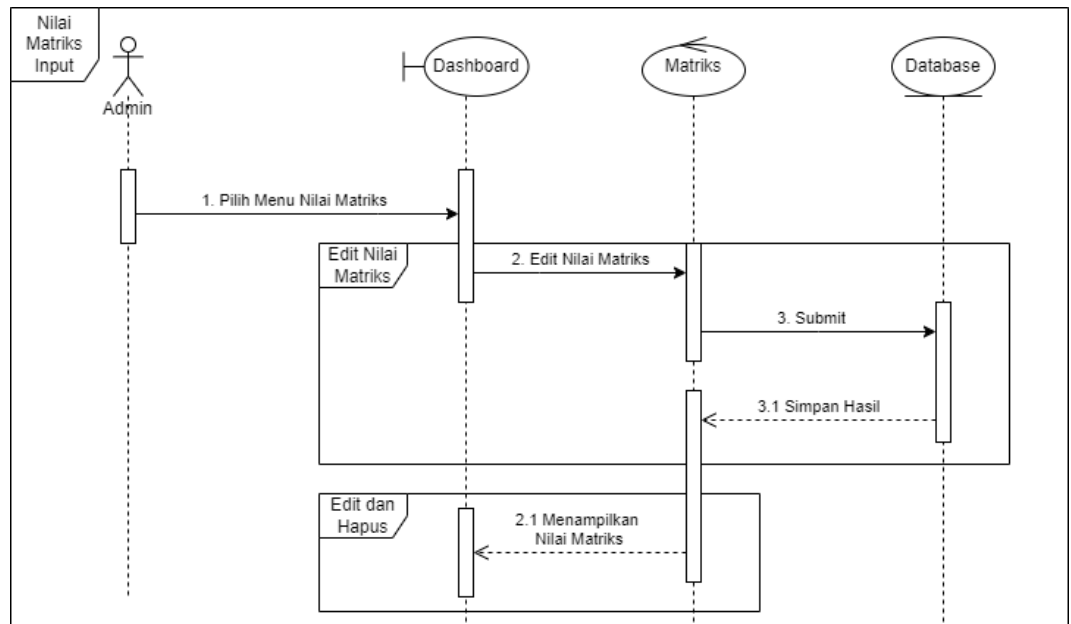 Nilai
Matriks
Input
Admin
Dashboard
Matriks
Database
1. Pilih Menu Nilai Matriks
Edit Nilai
Matriks
2. Edit Nilai Matriks
3. Submit
3.1 Simpan Hasil
Edit dan
Hapus
2.1 Menampilkan
Nilai Matriks